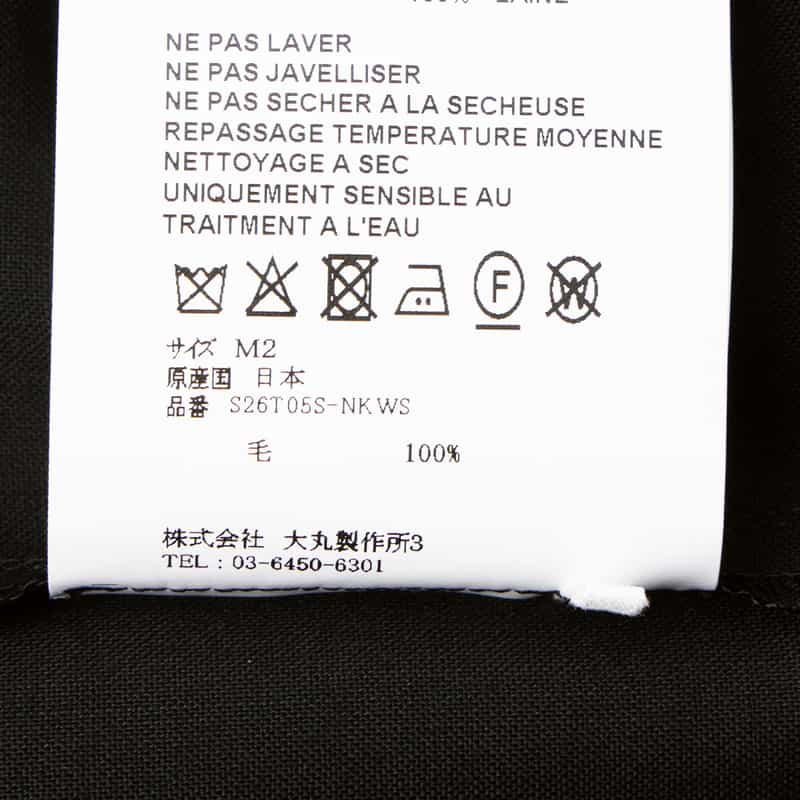 100% LAINE
NE PAS LAVER
NE PAS JAVELLISER
NE PAS SECHER A LA SECHEUSE
REPASSAGE TEMPERATURE MOYENNE
NETTOYAGE A SEC
UNIQUEMENT SENSIBLE AU
TRAITMENT A L'EAU
F W
サイズ M2
原産国 日本
品番 S26T05S-NKWS
毛 100%
株式会社 大丸製作所3
TEL : 03-6450-6301